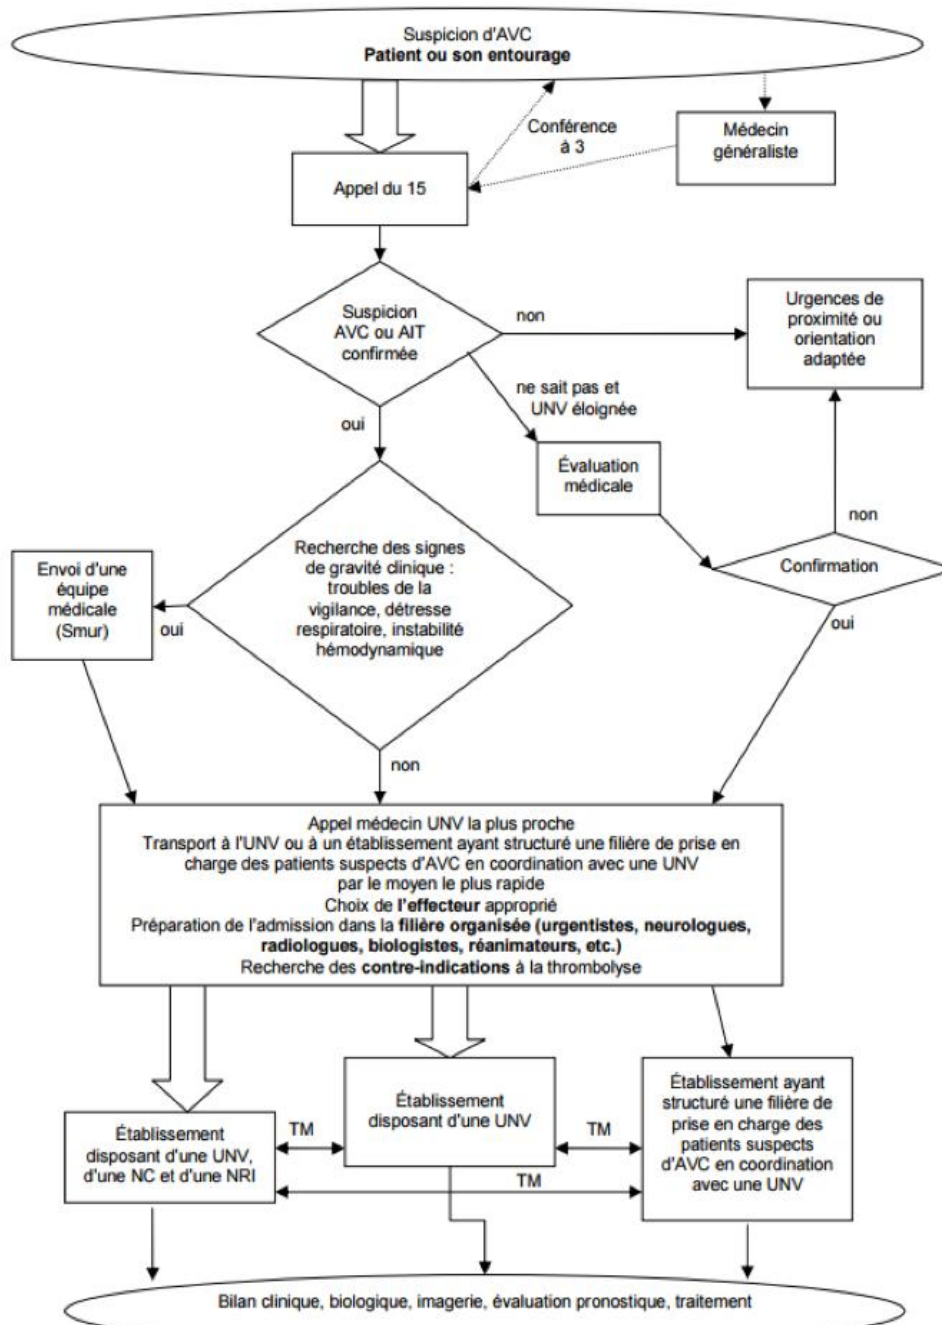 Suspicion d'AVC
Patient ou son entourage
Conférence
à 3
Médecin
généraliste
Appel du 15
Suspicion
AVC ou AIT
confirmée
non
Urgences de
proximité ou
orientation
adaptée
ne sait pas et
UNV éloignée
oui
Évaluation
médicale
non
Confirmation
oui
Recherche des signes
de gravité clinique :
troubles de la
vigilance, détresse
respiratoire, instabilité
hémodynamique
Envoi d'une
équipe
médicale
(Smur)
oui
non
Appel médecin UNV la plus proche
Transport à l'UNV ou à un établissement ayant structuré une filière de prise en
charge des patients suspects d'AVC en coordination avec une UNV
par le moyen le plus rapide
Choix de l'effecteur approprié
Préparation de l'admission dans la filière organisée (urgentistes, neurologues,
radiologues, biologistes, réanimateurs, etc.)
Recherche des contre-indications à la thrombolyse
Établissement
disposant d'une UNV,
d'une NC et d'une NRI
TM
Établissement
disposant d'une UNV
TM
Établissement ayant
structuré une filière de
prise en charge des
patients suspects
d'AVC en coordination
avec une UNV
TM
Bilan clinique, biologique, imagerie, évaluation pronostique, traitement